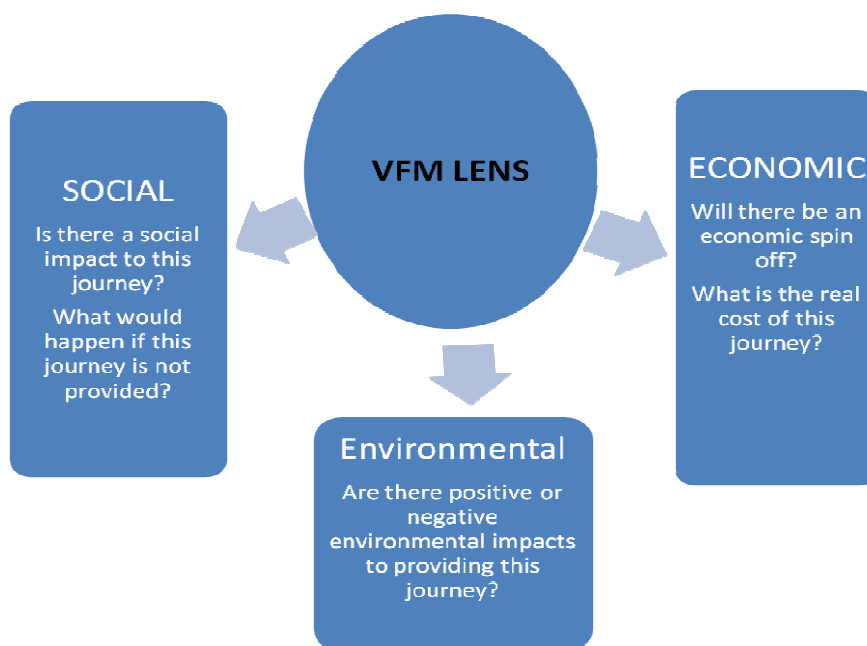 VFM LENS
SOCIAL
Is there a social
impact to this
journey?
What would
happen if this
journey is not
provided?
Environmental
Are there positive or
negative
environmental impacts
to providing this
journey?
ECONOMIC
Will there be an
economic spin
off?
What is the real
cost of this
journey?